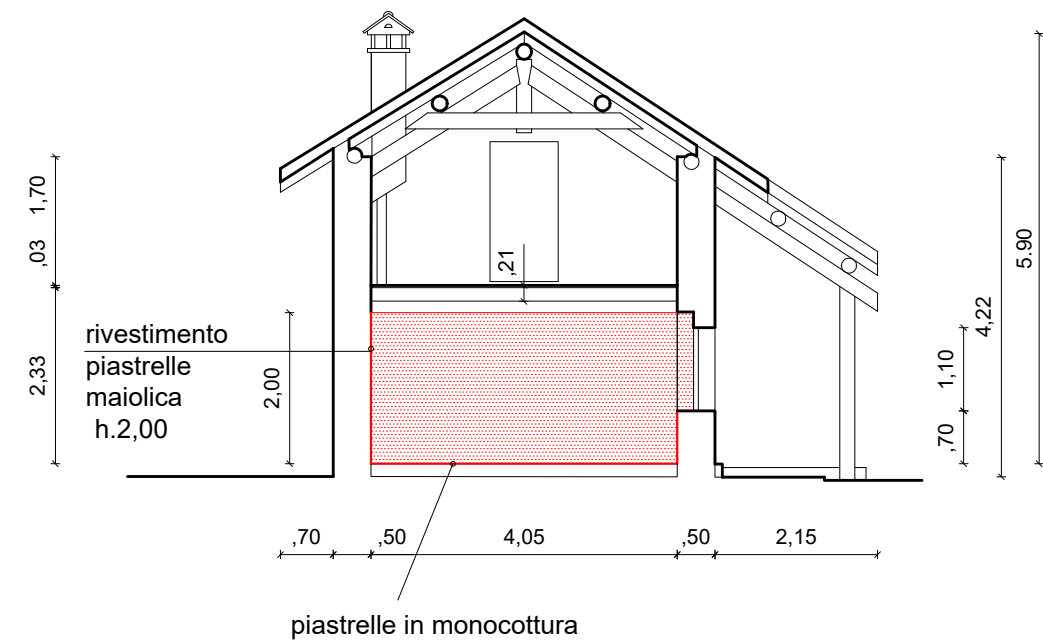 5.90
4,22
1,70
,03
2,33
,21
2,00
1,10
,70
rivestimento
piastrelle
maiolica
h.2,00
,70 ,50 4,05 ,50 2,15
piastrelle in monocottura